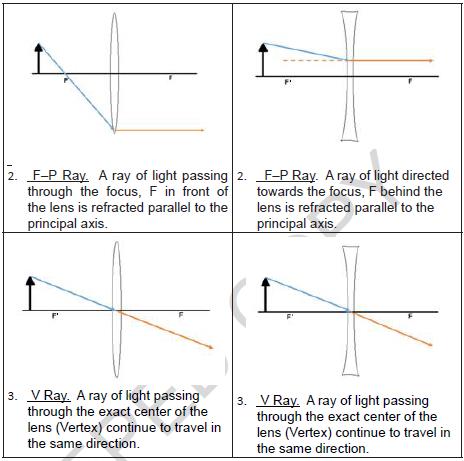 F' F
F' F
2. F–P Ray. A ray of light passing
through the focus, F in front of
the lens is refracted parallel to the
principal axis.
2. F–P Ray. A ray of light directed
towards the focus, F behind the
lens is refracted parallel to the
principal axis.
F' F
F' F
3. V Ray. A ray of light passing
through the exact center of the
lens (Vertex) continue to travel in
the same direction.
3. V Ray. A ray of light passing
through the exact center of the
lens (Vertex) continue to travel in
the same direction.